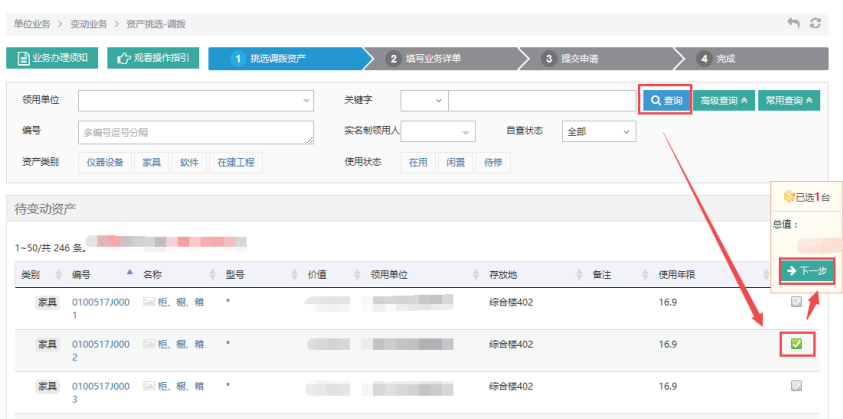 单位业务 > 变动业务 > 资产挑选-调拨
业务办理须知 观看操作指引 1 挑选调拨资产 2 填写业务详单 3 提交申请 4 完成
领用单位 关键字 查询 高级查询 常用查询
编号 多编号逗号分隔 实名制领用人 自查状态 全部
资产类别 仪器设备 家具 软件 在建工程 使用状态 在用 闲置 待修
已选1台
总值：
下一步
待变动资产
1~50/共 246 条,
类别 编号 名称 型号 价值 领用单位 存放地 备注 使用年限
家具 0100517J000 柜、橱、箱 * 综合楼402 16.9
1
家具 0100517J000 柜、橱、箱 * 综合楼402 16.9
2
家具 0100517J000 柜、橱、箱 * 综合楼402 16.9
3